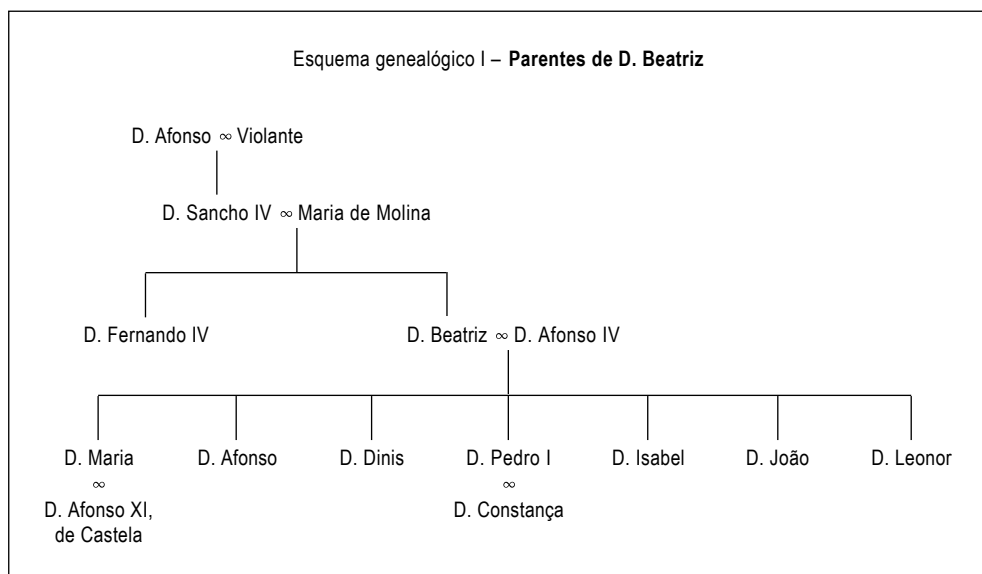 Esquema genealógico I – Parentes de D. Beatriz
D. Afonso ∞ Violante
D. Sancho IV ∞ Maria de Molina
D. Fernando IV D. Beatriz ∞ D. Afonso IV
D. Maria D. Afonso D. Dinis D. Pedro I D. Isabel D. João D. Leonor
∞ ∞
D. Afonso XI, D. Constança
de Castela